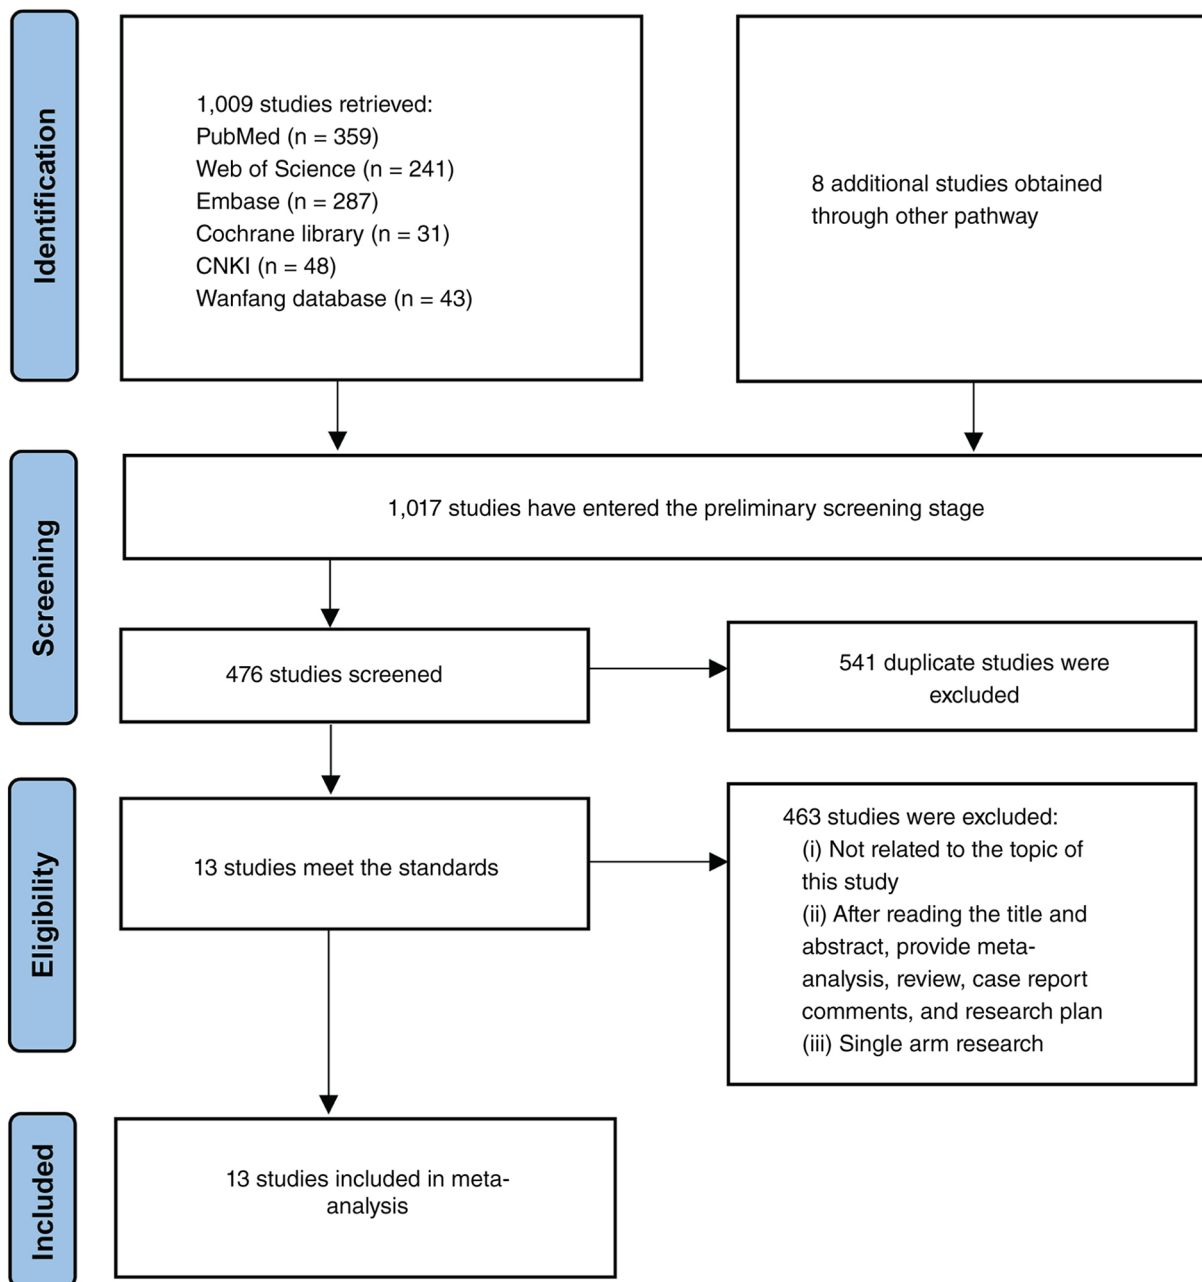 Identification
1,009 studies retrieved:
PubMed (n = 359)
Web of Science (n = 241)
Embase (n = 287)
Cochrane library (n = 31)
CNKI (n = 48)
Wanfang database (n = 43)
8 additional studies obtained
through other pathway
Screening
1,017 studies have entered the preliminary screening stage
476 studies screened
541 duplicate studies were
excluded
Eligibility
13 studies meet the standards
463 studies were excluded:
(i) Not related to the topic of
this study
(ii) After reading the title and
abstract, provide meta-
analysis, review, case report
comments, and research plan
(iii) Single arm research
Included
13 studies included in meta-
analysis